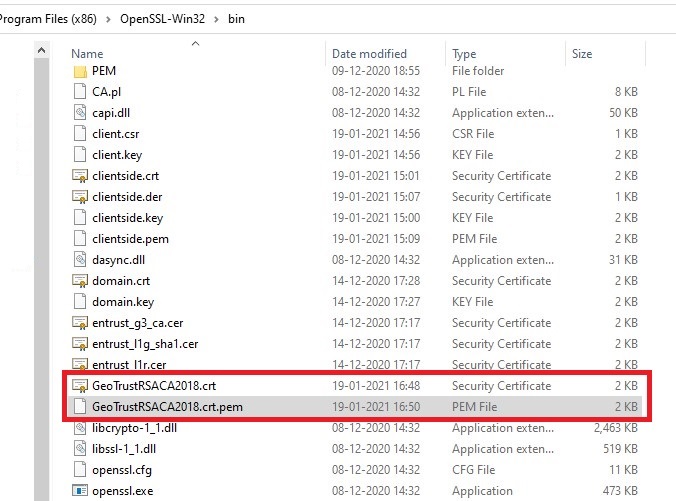 Program Files (x86) > OpenSSL-Win32 > bin
Name Date modified Type Size
PEM 09-12-2020 18:55 File folder
CA.pl 08-12-2020 14:32 PL File 8 KB
capi.dll 08-12-2020 14:32 Application exten... 50 KB
client.csr 19-01-2021 14:56 CSR File 1 KB
client.key 19-01-2021 14:56 KEY File 2 KB
clientside.crt 19-01-2021 15:01 Security Certificate 2 KB
clientside.der 19-01-2021 15:07 Security Certificate 1 KB
clientside.key 19-01-2021 15:00 KEY File 2 KB
clientside.pem 19-01-2021 15:09 PEM File 2 KB
dasync.dll 08-12-2020 14:32 Application exten... 31 KB
domain.crt 14-12-2020 17:28 Security Certificate 2 KB
domain.key 14-12-2020 17:27 KEY File 2 KB
entrust_g3_ca.cer 14-12-2020 17:17 Security Certificate 2 KB
entrust_l1g_sha1.cer 14-12-2020 17:17 Security Certificate 2 KB
entrust_l1r.cer 14-12-2020 17:17 Security Certificate 2 KB
GeoTrustRSACA2018.crt 19-01-2021 16:48 Security Certificate 2 KB
GeoTrustRSACA2018.crt.pem 19-01-2021 16:50 PEM File 2 KB
libcrypto-1_1.dll 08-12-2020 14:32 Application exten... 2,463 KB
libssl-1_1.dll 08-12-2020 14:32 Application exten... 519 KB
openssl.cfg 08-12-2020 14:32 CFG File 11 KB
openssl.exe 08-12-2020 14:32 Application 473 KB